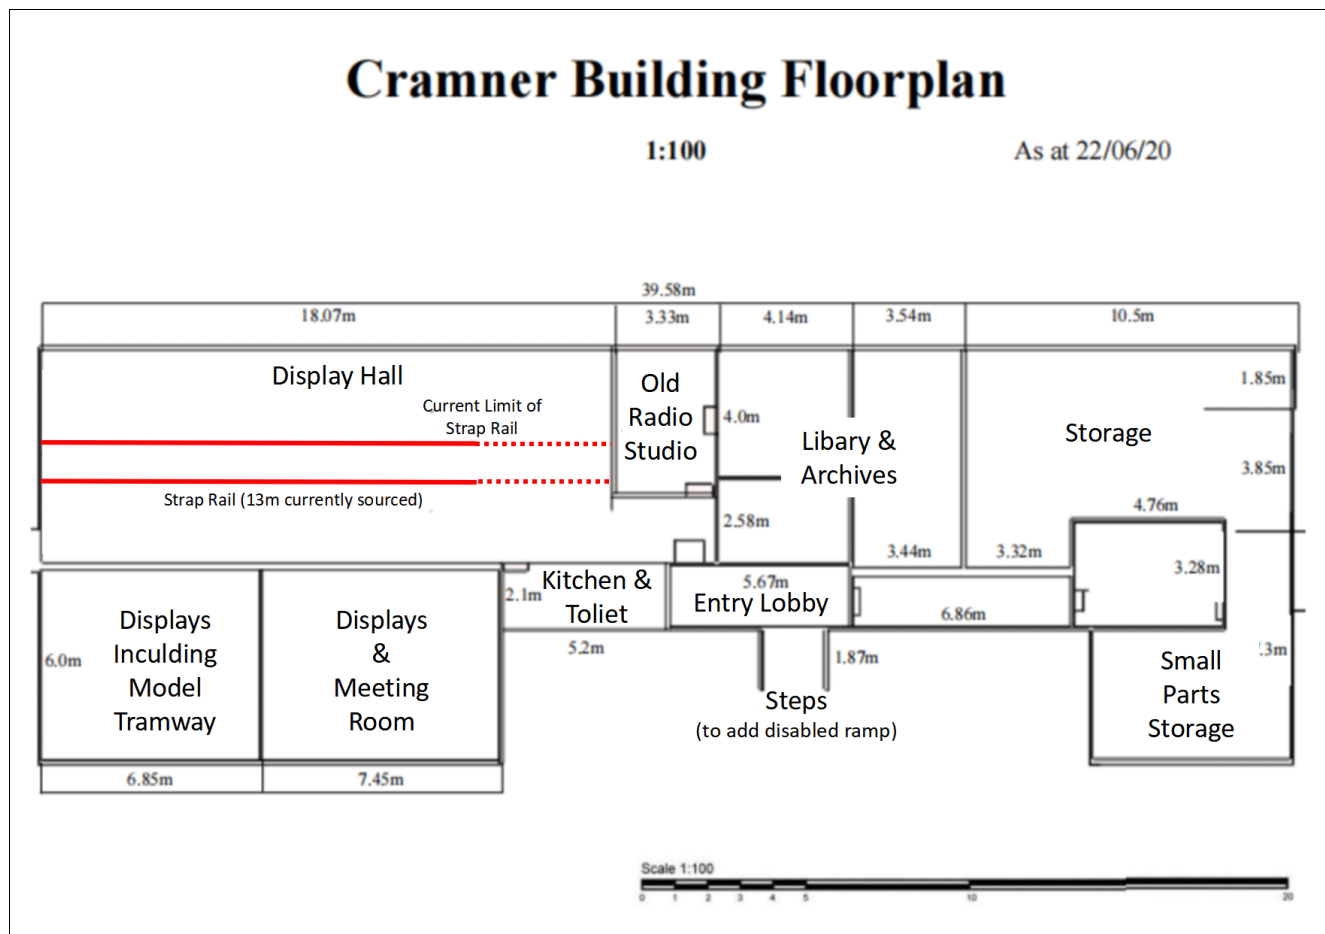 Cramner Building Floorplan
1:100
As at 22/06/20
39.58m
18.07m
3.33m
4.14m
3.54m
10.5m
Display Hall
Current Limit of
Strap Rail
Strap Rail (13m currently sourced)
Old
Radio
Studio
4.0m
2.58m
Libary &
Archives
3.44m
Storage
1.85m
3.85m
4.76m
3.32m
3.28m
Displays
Inculding
Model
Tramway
6.0m
Displays
&
Meeting
Room
2.1m
Kitchen &
Toliet
5.67m
Entry Lobby
6.86m
5.2m
1.87m
Steps
(to add disabled ramp)
.3m
Small
Parts
Storage
6.85m
7.45m
Scale 1:100
0 1 2 3 4 5 10 20